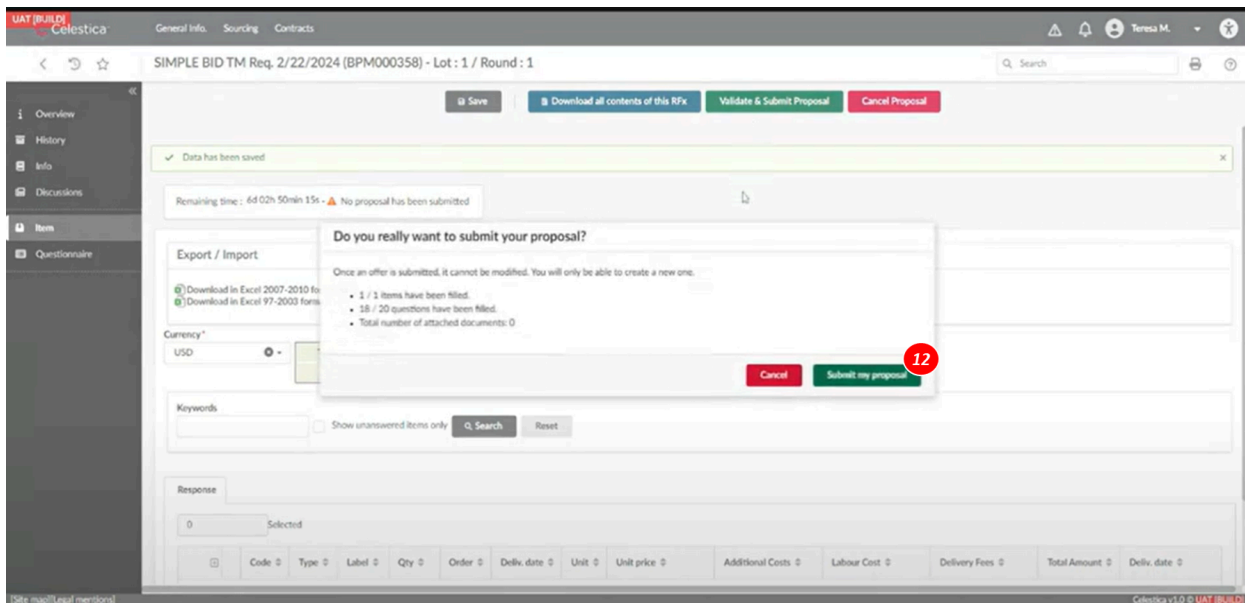 UAT [BUILD]
Celestica
General Info. Sourcing Contracts
Teresa M.
SIMPLE BID TM Req. 2/22/2024 (BPM000358) - Lot : 1 / Round : 1
Search
Overview
History
Info
Discussions
Item
Questionnaire
Save
Download all contents of this RFx
Validate & Submit Proposal
Cancel Proposal
Data has been saved
Remaining time : 6d 02h 50min 15s - No proposal has been submitted
Do you really want to submit your proposal?
Once an offer is submitted, it cannot be modified. You will only be able to create a new one.
• 1 / 1 items have been filled.
• 18 / 20 questions have been filled.
• Total number of attached documents: 0
Cancel
Submit my proposal
12
Export / Import
Download in Excel 2007-2010 fo
Download in Excel 97-2003 form
Currency*
USD
Keywords
Show unanswered items only
Search
Reset
Response
0 Selected
Code Type Label Qty Order Deliv. date Unit Unit price Additional Costs Labour Cost Delivery Fees Total Amount Deliv. date
[Site map][Legal mentions]
Celestica v1.0 © UAT [BUILD]